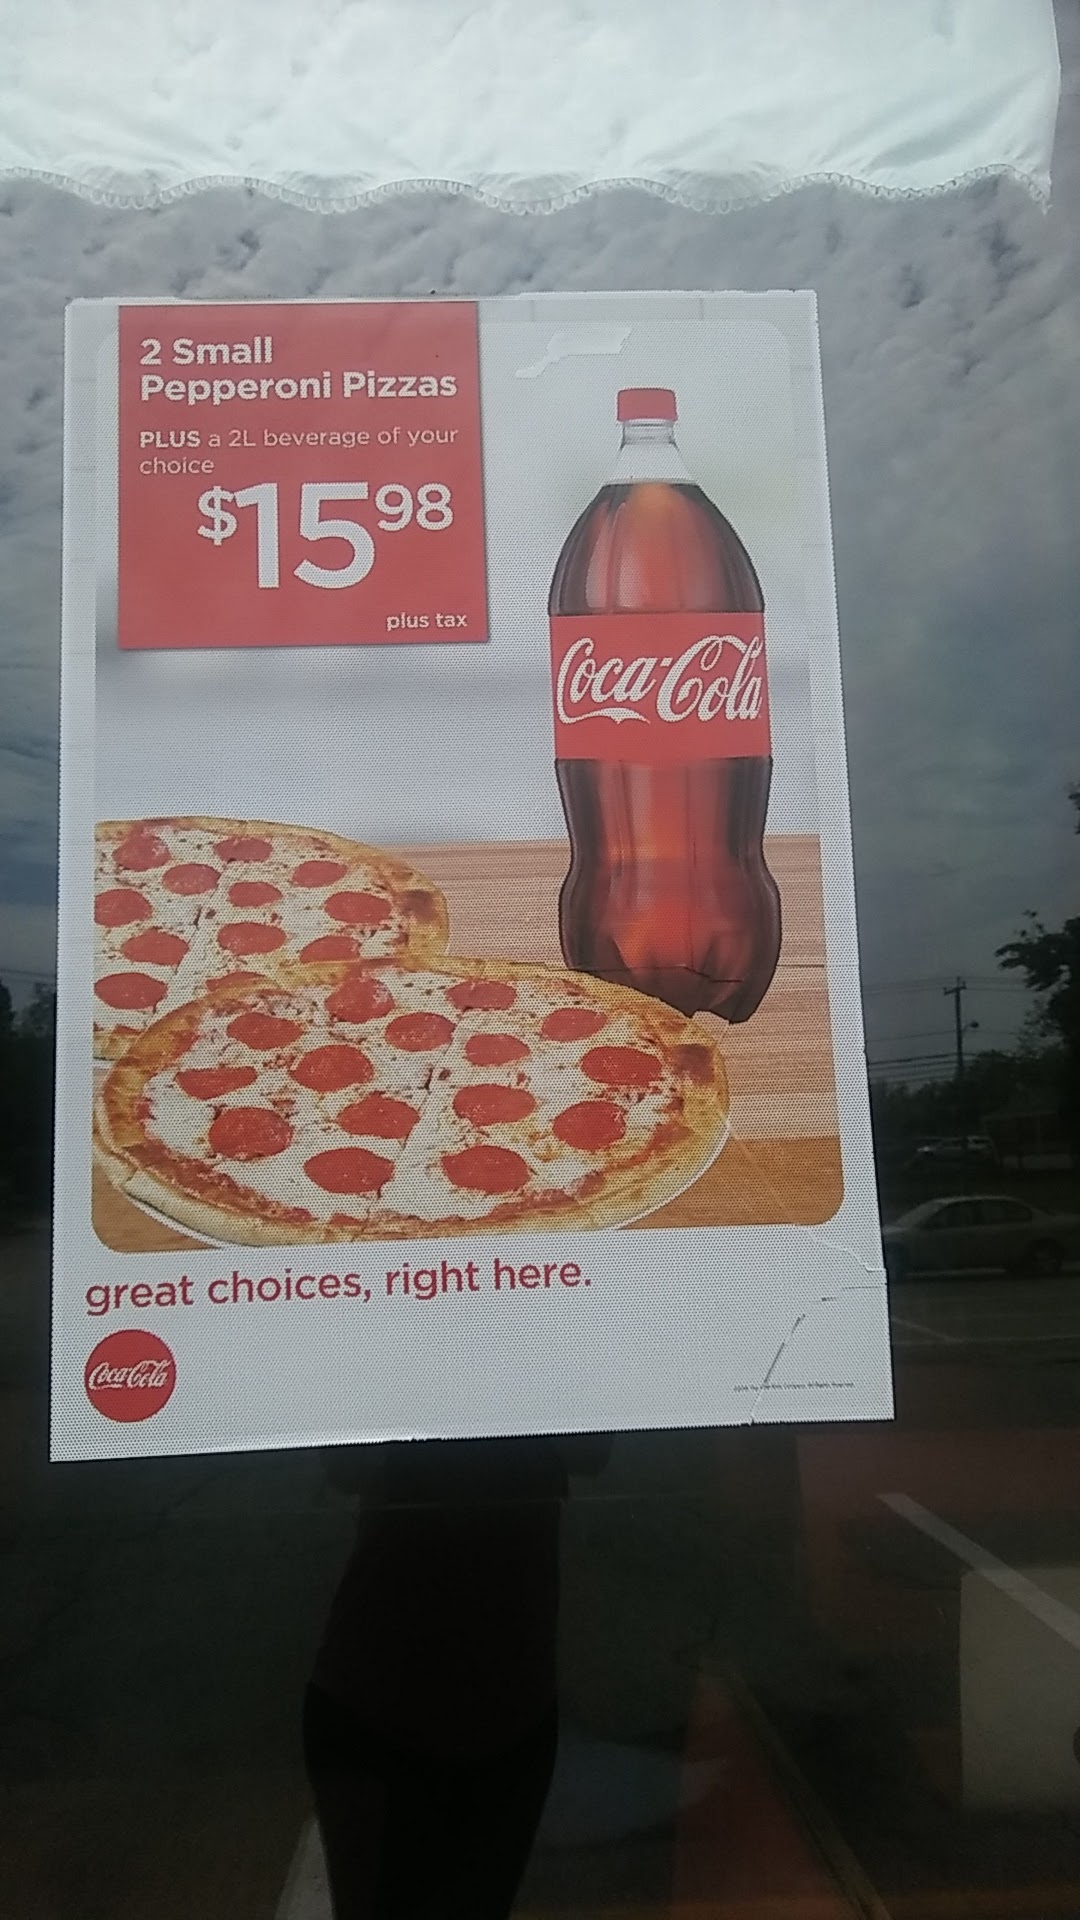 2 Small
Pepperoni Pizzas
PLUS a 2L beverage of your
choice
$15 98
plus tax
Coca-Cola
great choices, right here.
Coca-Cola